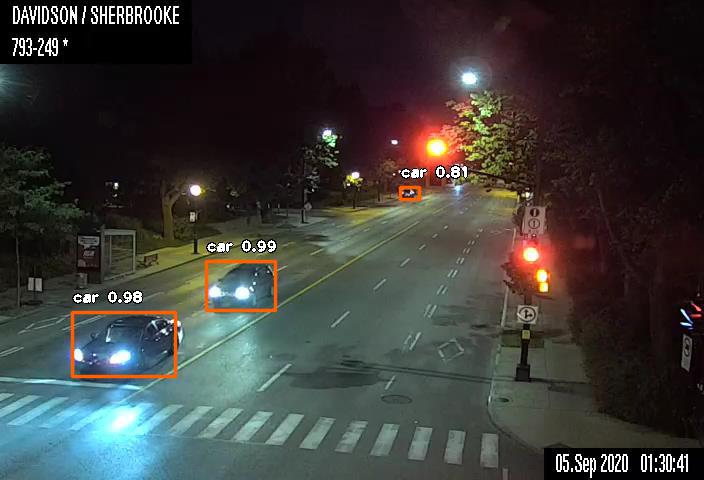 DAVIDSON / SHERBROOKE
793-249 *
car 0.81
car 0.99
car 0.98
05.Sep 2020 01:30:41